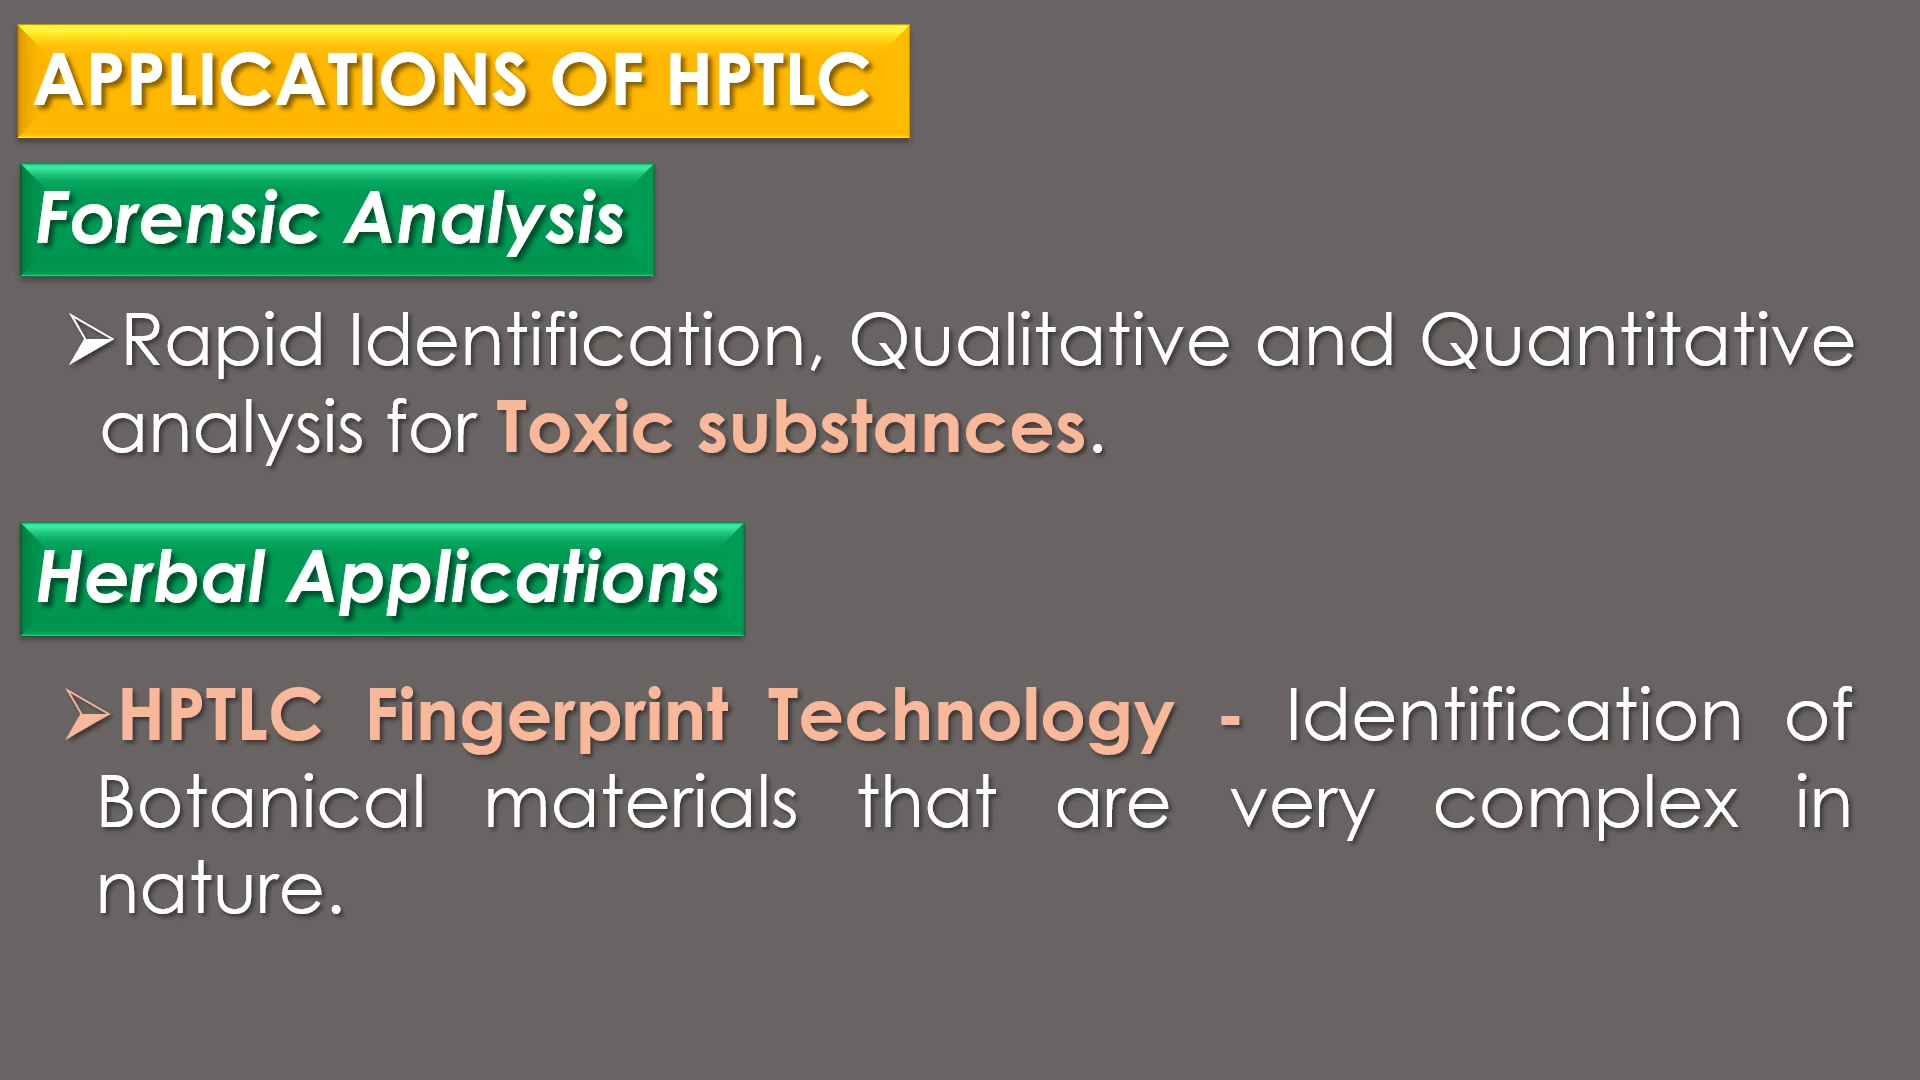 APPLICATIONS OF HPTLC
Forensic Analysis
➢Rapid Identification, Qualitative and Quantitative
analysis for Toxic substances.
Herbal Applications
➢HPTLC Fingerprint Technology - Identification of
Botanical materials that are very complex in
nature.